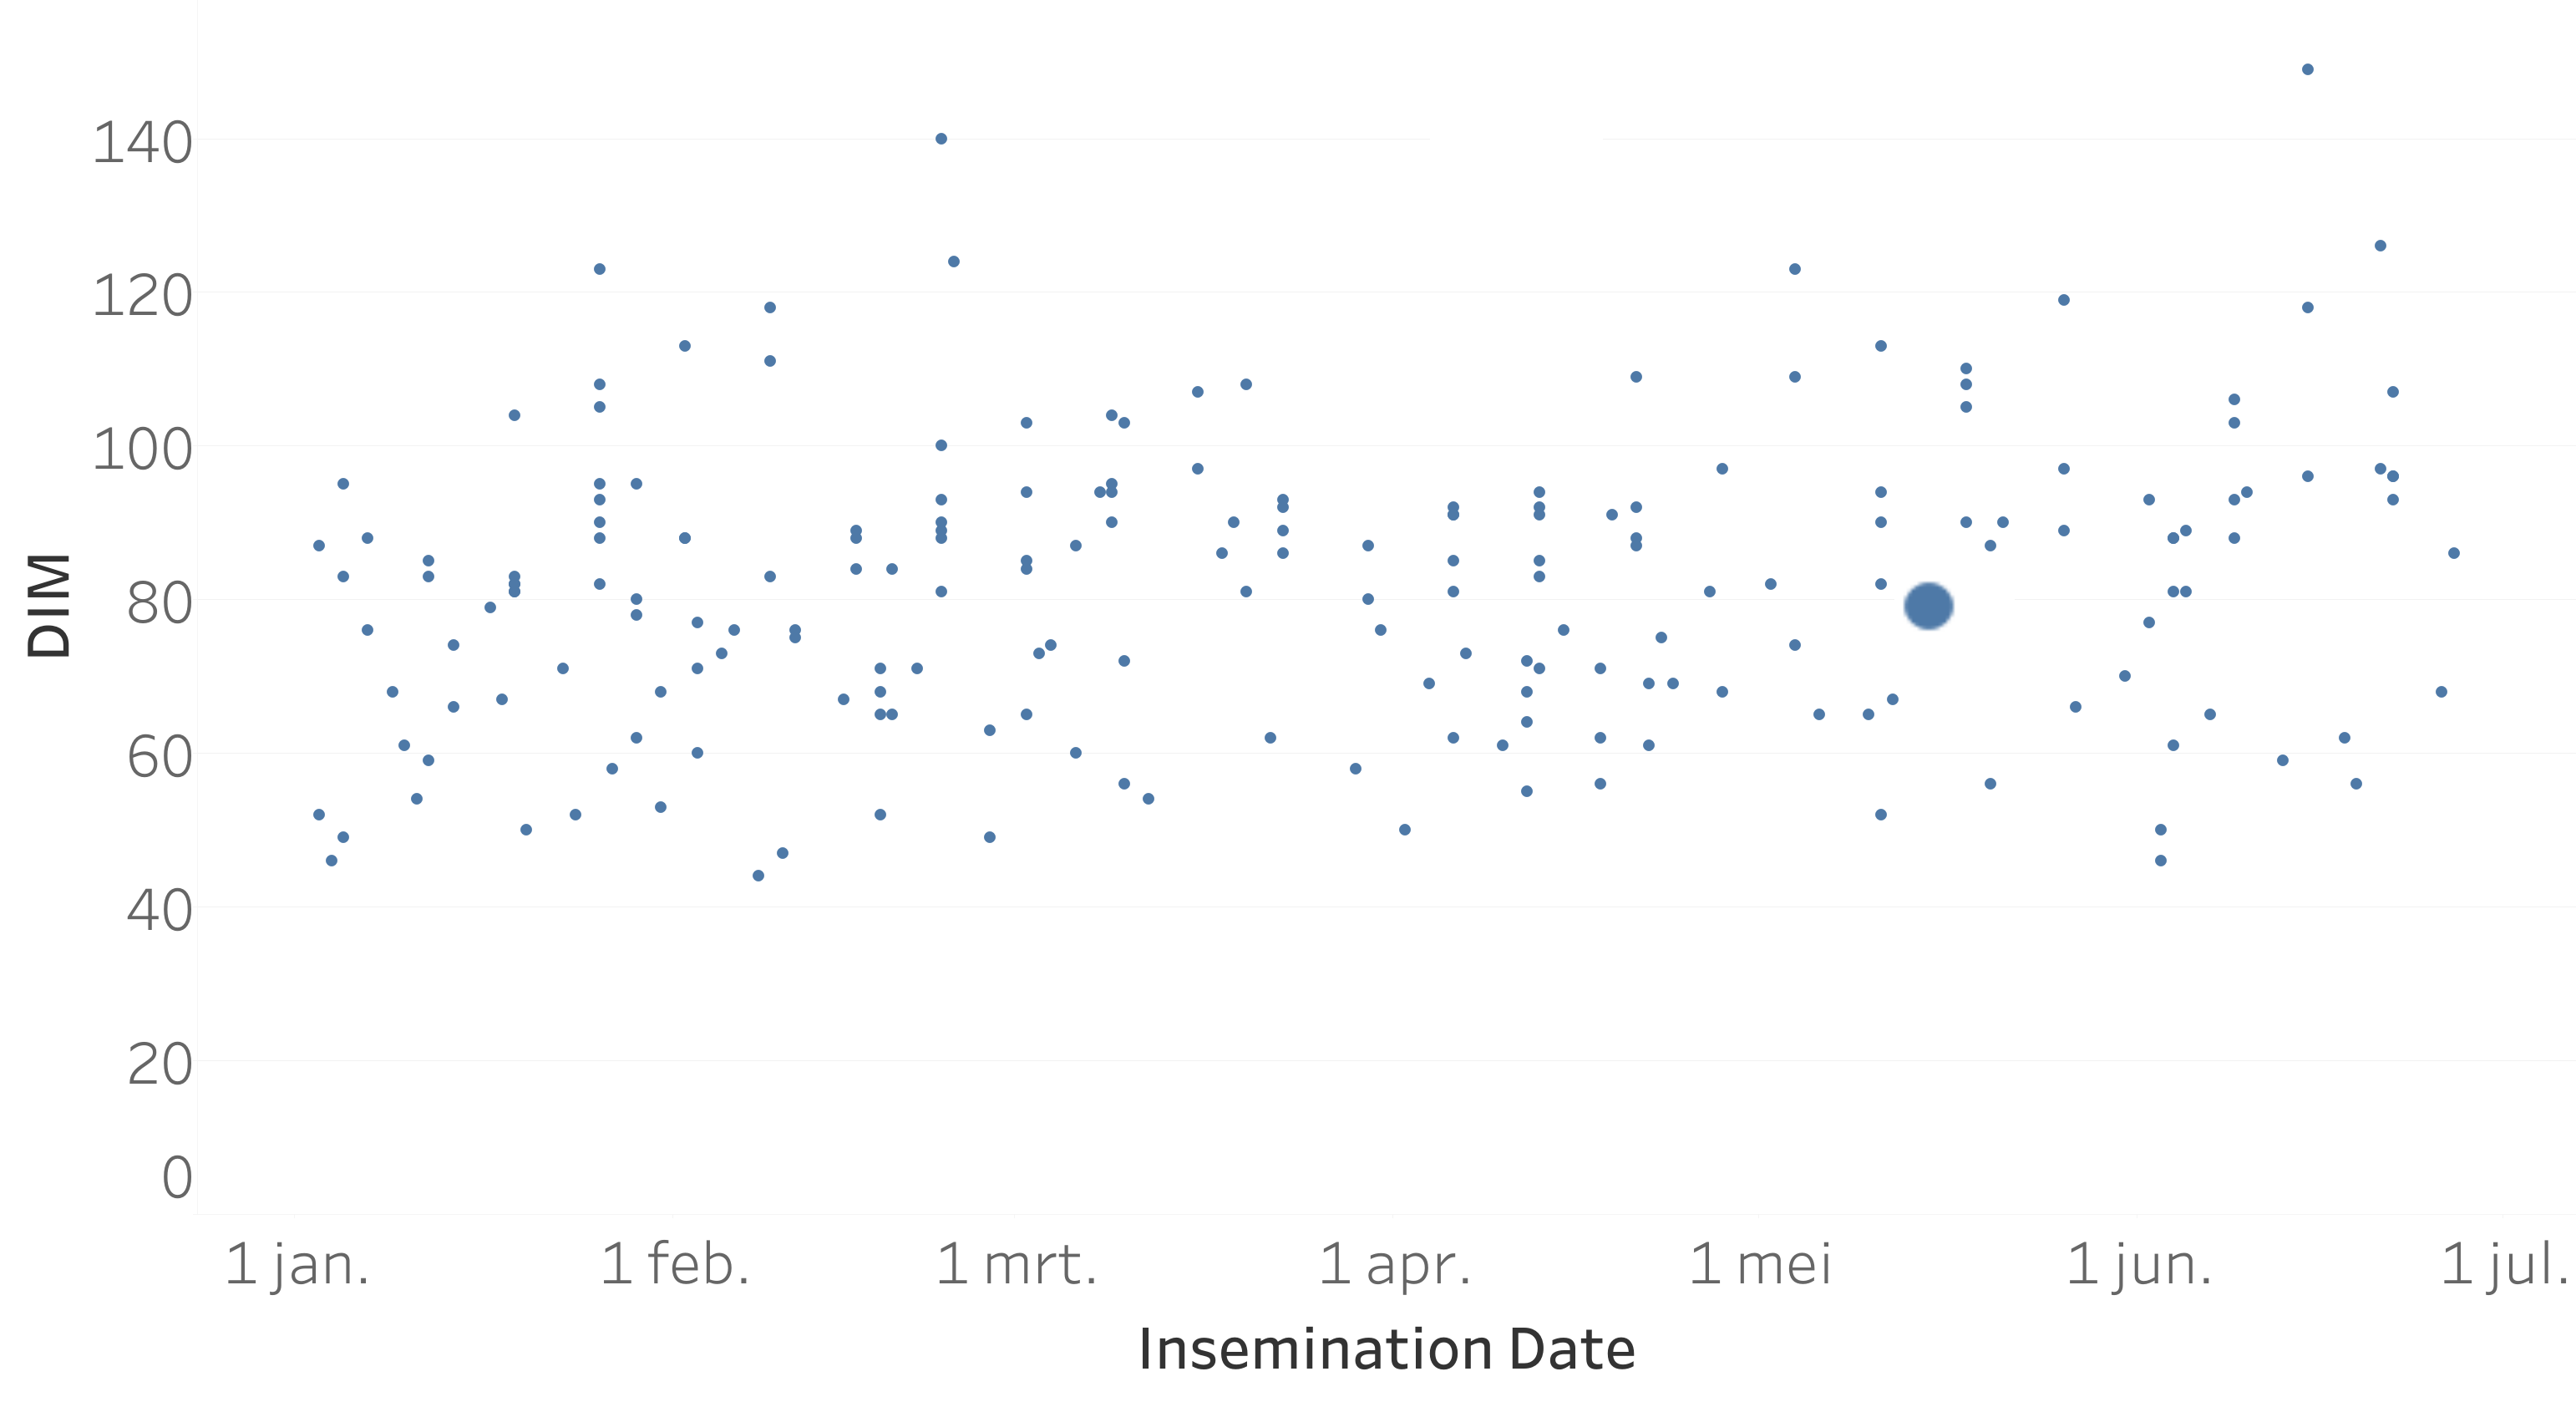 140
120
100
80
60
40
20
0
DIM
1 jan.
1 feb.
1 mrt.
1 apr.
1 mei
1 jun.
1 jul.
Insemination Date